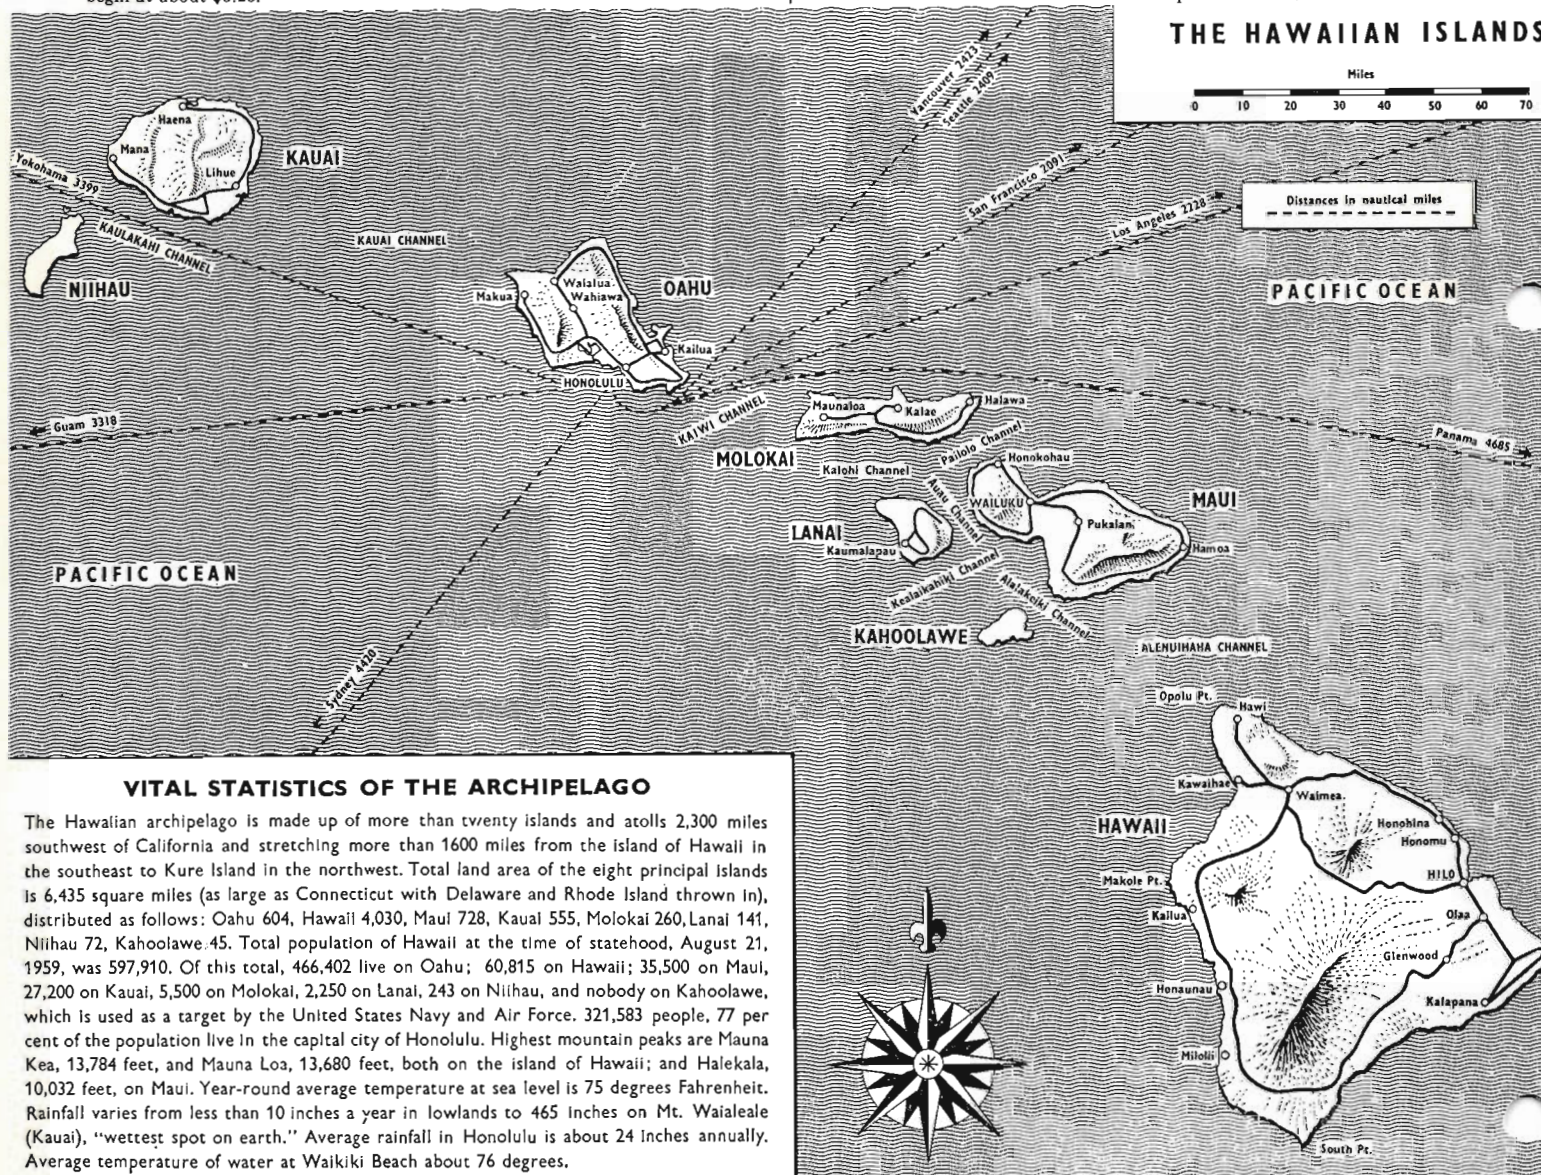 begin at about
THE HAWAIIAN ISLANDS
Miles
0 10 20 30 40 50 60 70
Vancouver 2423
Seattle 2409
San Francisco 2091
Los Angeles 2228
Distances in nautical miles
Haena
Mana
Lihue
KAUAI
Yokohama 3399
KAULAKAHI CHANNEL
KAUAI CHANNEL
NIIHAU
PACIFIC OCEAN
Makua
Waialua
Wahiawa
OAHU
Kailua
HONOLULU
Guam 3318
KAIWI CHANNEL
Maunaloa
Kalae
Halawa
MOLOKAI
Panama 4685
Pailolo Channel
Kalohi Channel
Honokohau
Auau Channel
WAILUKU
MAUI
Pukalan
LANAI
Kaumalapau
Hamoa
Kealaikahiki Channel
Alalakeiki Channel
PACIFIC OCEAN
KAHOOLAWE
ALENUIHAHA CHANNEL
Sydney 4420
Opolu Pt.
Hawi
Kawaihae
Waimea
HAWAII
Honohina
Honomu
Makole Pt.
HILO
Kailua
Olaa
Glenwood
Honaunau
Kalapana
Milolii
South Pt.
VITAL STATISTICS OF THE ARCHIPELAGO
The Hawaiian archipelago is made up of more than twenty islands and atolls 2,300 miles
southwest of California and stretching more than 1600 miles from the island of Hawaii in
the southeast to Kure Island in the northwest. Total land area of the eight principal islands
is 6,435 square miles (as large as Connecticut with Delaware and Rhode Island thrown in),
distributed as follows: Oahu 604, Hawaii 4,030, Maui 728, Kauai 555, Molokai 260, Lanai 141,
Niihau 72, Kahoolawe 45. Total population of Hawaii at the time of statehood, August 21,
1959, was 597,910. Of this total, 466,402 live on Oahu; 60,815 on Hawaii; 35,500 on Maui,
27,200 on Kauai, 5,500 on Molokai, 2,250 on Lanai, 243 on Niihau, and nobody on Kahoolawe,
which is used as a target by the United States Navy and Air Force. 321,583 people, 77 per
cent of the population live in the capital city of Honolulu. Highest mountain peaks are Mauna
Kea, 13,784 feet, and Mauna Loa, 13,680 feet, both on the island of Hawaii; and Halekala,
10,032 feet, on Maui. Year-round average temperature at sea level is 75 degrees Fahrenheit.
Rainfall varies from less than 10 inches a year in lowlands to 465 inches on Mt. Waialeale
(Kauai), "wettest spot on earth." Average rainfall in Honolulu is about 24 inches annually.
Average temperature of water at Waikiki Beach about 76 degrees.